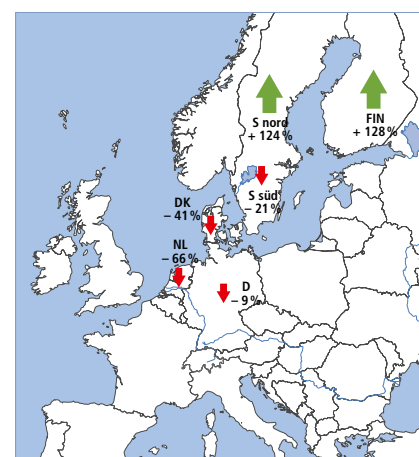 S nord
+ 124 %
FIN
+ 128 %
S süd
– 21 %
DK
– 41 %
NL
– 66 %
D
– 9 %